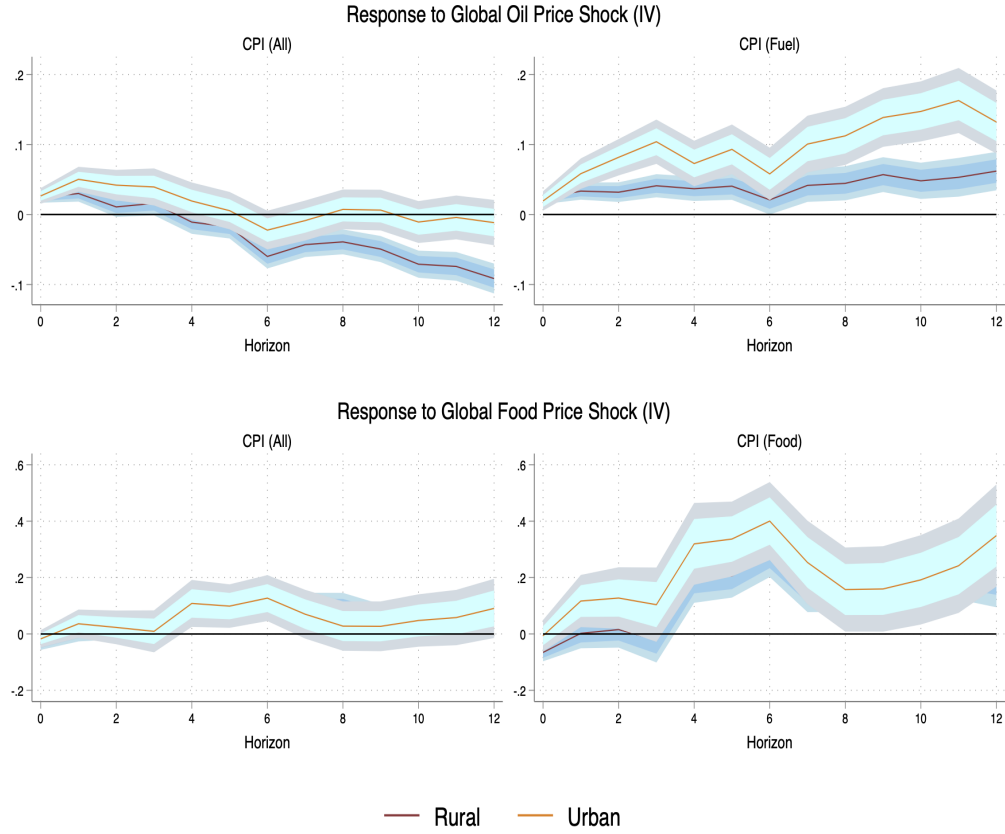 Response to Global Oil Price Shock (IV)
CPI (All)
.2
.1
0
-.1
0 2 4 6 8 10 12
Horizon
CPI (Fuel)
.2
.1
0
-.1
0 2 4 6 8 10 12
Horizon
Response to Global Food Price Shock (IV)
CPI (All)
.6
.4
.2
0
-.2
0 2 4 6 8 10 12
Horizon
CPI (Food)
.6
.4
.2
0
-.2
0 2 4 6 8 10 12
Horizon
Rural Urban